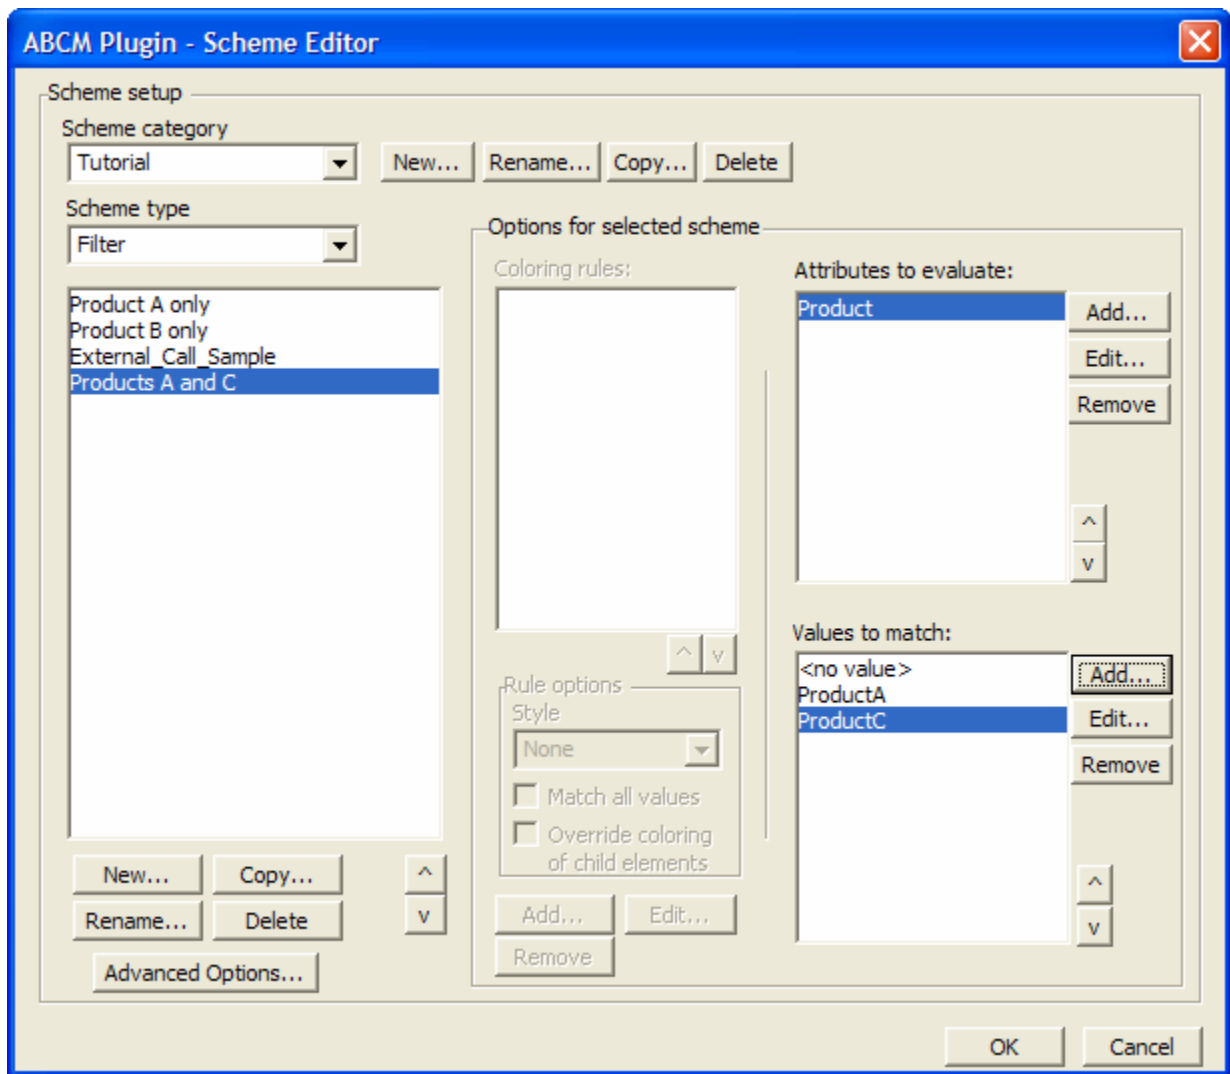 ABCM Plugin - Scheme Editor
Scheme setup
Scheme category
Tutorial
New... Rename... Copy... Delete
Scheme type
Filter
Product A only
Product B only
External_Call_Sample
Products A and C
New... Copy... ^
Rename... Delete v
Advanced Options...
Options for selected scheme
Coloring rules:
^ v
Rule options
Style
None
Match all values
Override coloring
of child elements
Add... Edit...
Remove
Attributes to evaluate:
Product
Add...
Edit...
Remove
^
v
Values to match:
<no value>
ProductA
ProductC
Add...
Edit...
Remove
^
v
OK Cancel